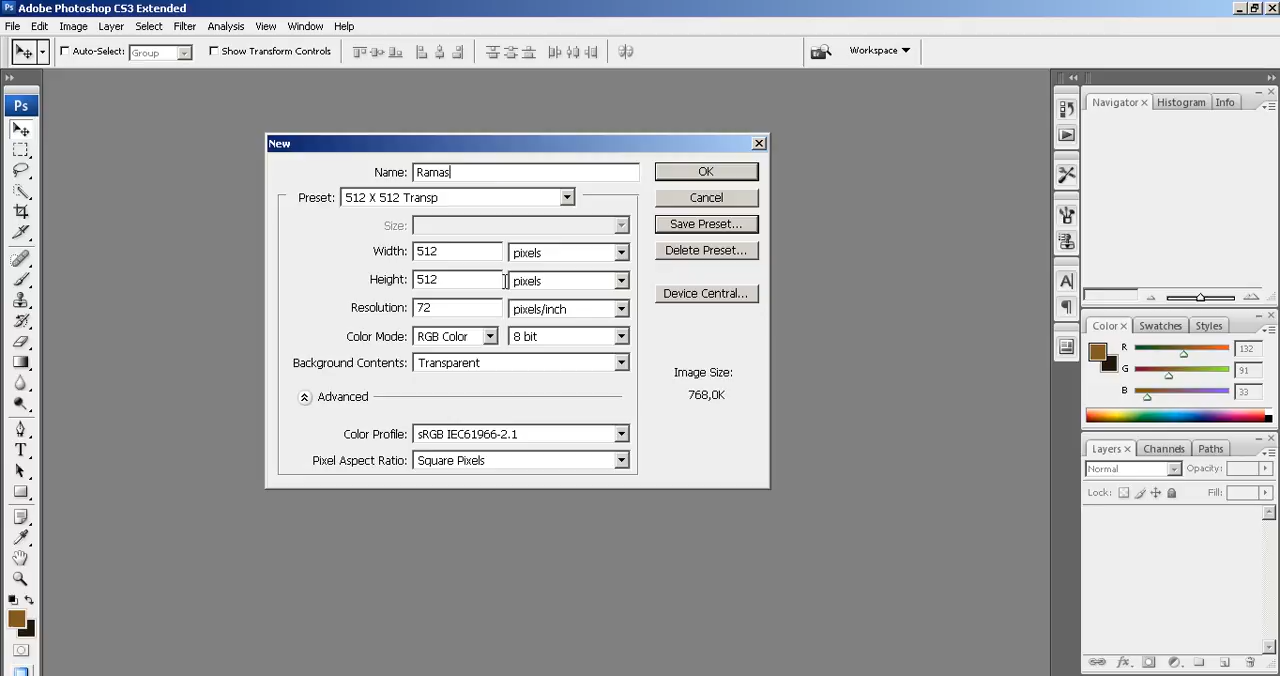 Ps Adobe Photoshop CS3 Extended
File Edit Image Layer Select Filter Analysis View Window Help
Auto-Select: Group Show Transform Controls Workspace
Ps
New
Name: Ramas
OK
Preset: 512 X 512 Transp
Cancel
Size:
Save Preset...
Width: 512 pixels
Delete Preset...
Height: 512 pixels
Device Central...
Resolution: 72 pixels/inch
Color Mode: RGB Color 8 bit
Background Contents: Transparent
Image Size:
768,0K
Advanced
Color Profile: sRGB IEC61966-2.1
Pixel Aspect Ratio: Square Pixels
Navigator Histogram Info
Color Swatches Styles
R 132
G 91
B 33
Layers Channels Paths
Normal Opacity:
Lock: Fill: